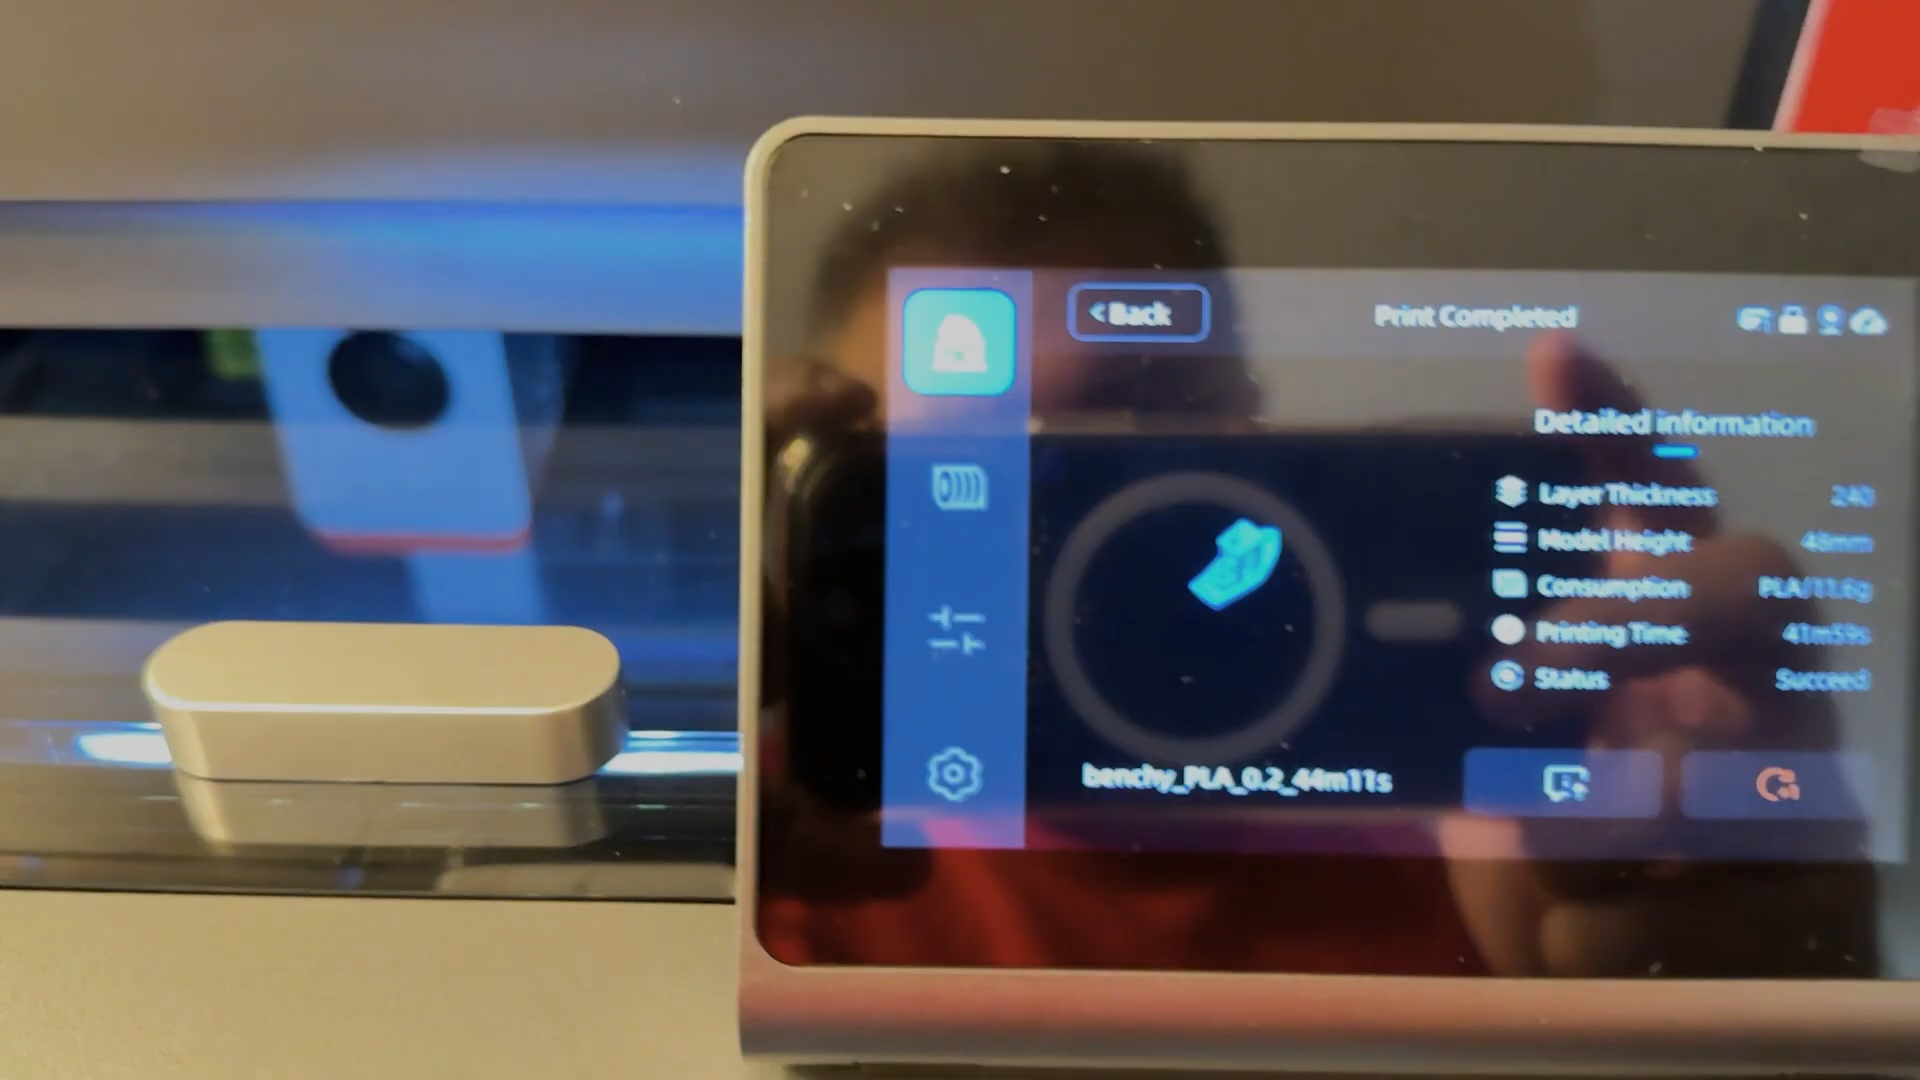 Back
Print Completed
Detailed information
Layer Thickness 240
Model Height 48mm
Consumption PLA/11.6g
Printing Time 41m59s
Status Succeed
benchy_PLA_0.2_44m11s